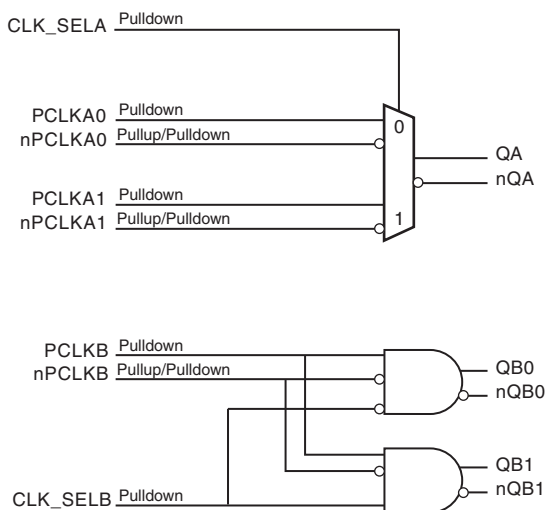 CLK_SELA Pulldown
PCLKA0 Pulldown
nPCLKA0 Pullup/Pulldown
0
QA
nQA
PCLKA1 Pulldown
nPCLKA1 Pullup/Pulldown
1
PCLKB Pulldown
nPCLKB Pullup/Pulldown
QB0
nQB0
QB1
nQB1
CLK_SELB Pulldown